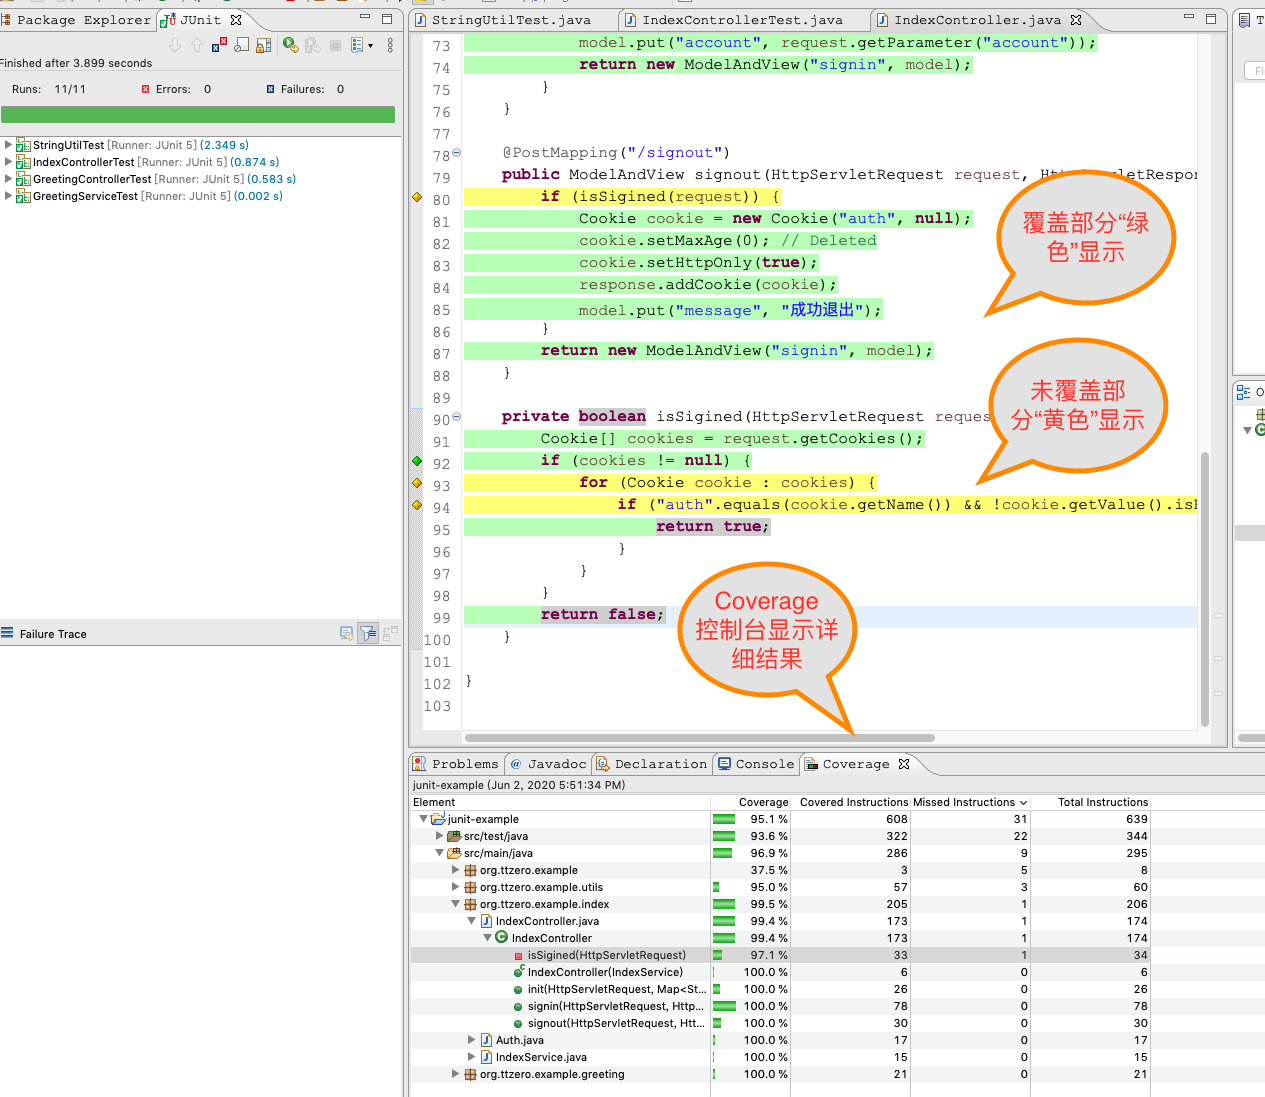 Package Explorer
JUnit
Finished after 3.899 seconds
Runs: 11/11
Errors: 0
Failures: 0
StringUtilTest [Runner: JUnit 5] (2.349 s)
IndexControllerTest [Runner: JUnit 5] (0.874 s)
GreetingControllerTest [Runner: JUnit 5] (0.583 s)
GreetingServiceTest [Runner: JUnit 5] (0.002 s)
Failure Trace
StringUtilTest.java
IndexControllerTest.java
IndexController.java
73 model.put("account", request.getParameter("account"));
74 return new ModelAndView("signin", model);
75 }
76 }
77
78 @PostMapping("/signout")
79 public ModelAndView signout(HttpServletRequest request,
80 if (isSigined(request)) {
81 Cookie cookie = new Cookie("auth", null);
82 cookie.setMaxAge(0); // Deleted
83 cookie.setHttpOnly(true);
84 response.addCookie(cookie);
85 model.put("message", "成功退出");
86 }
87 return new ModelAndView("signin", model);
88 }
89
90 private boolean isSigined(HttpServletRequest
91 Cookie[] cookies = request.getCookies();
92 if (cookies != null) {
93 for (Cookie cookie : cookies) {
94 if ("auth".equals(cookie.getName()) && !cookie.getValue()
95 return true;
96 }
97 }
98 }
99 return false;
100 }
101
102 }
103
覆盖部分“绿
色”显示
未覆盖部
分“黄色”显示
Coverage
控制台显示详
细结果
Problems
@ Javadoc
Declaration
Console
Coverage
junit-example (Jun 2, 2020 5:51:34 PM)
Element Coverage Covered Instructions Missed Instructions Total Instructions
junit-example 95.1 % 608 31 639
src/test/java 93.6 % 322 22 344
src/main/java 96.9 % 286 9 295
org.ttzero.example 37.5 % 3 5 8
org.ttzero.example.utils 95.0 % 57 3 60
org.ttzero.example.index 99.5 % 205 1 206
IndexController.java 99.4 % 173 1 174
IndexController 99.4 % 173 1 174
isSigined(HttpServletRequest) 97.1 % 33 1 34
IndexController(IndexService) 100.0 % 6 0 6
init(HttpServletRequest, Map<St... 100.0 % 26 0 26
signin(HttpServletRequest, Http... 100.0 % 78 0 78
signout(HttpServletRequest, Htt... 100.0 % 30 0 30
Auth.java 100.0 % 17 0 17
IndexService.java 100.0 % 15 0 15
org.ttzero.example.greeting 100.0 % 21 0 21